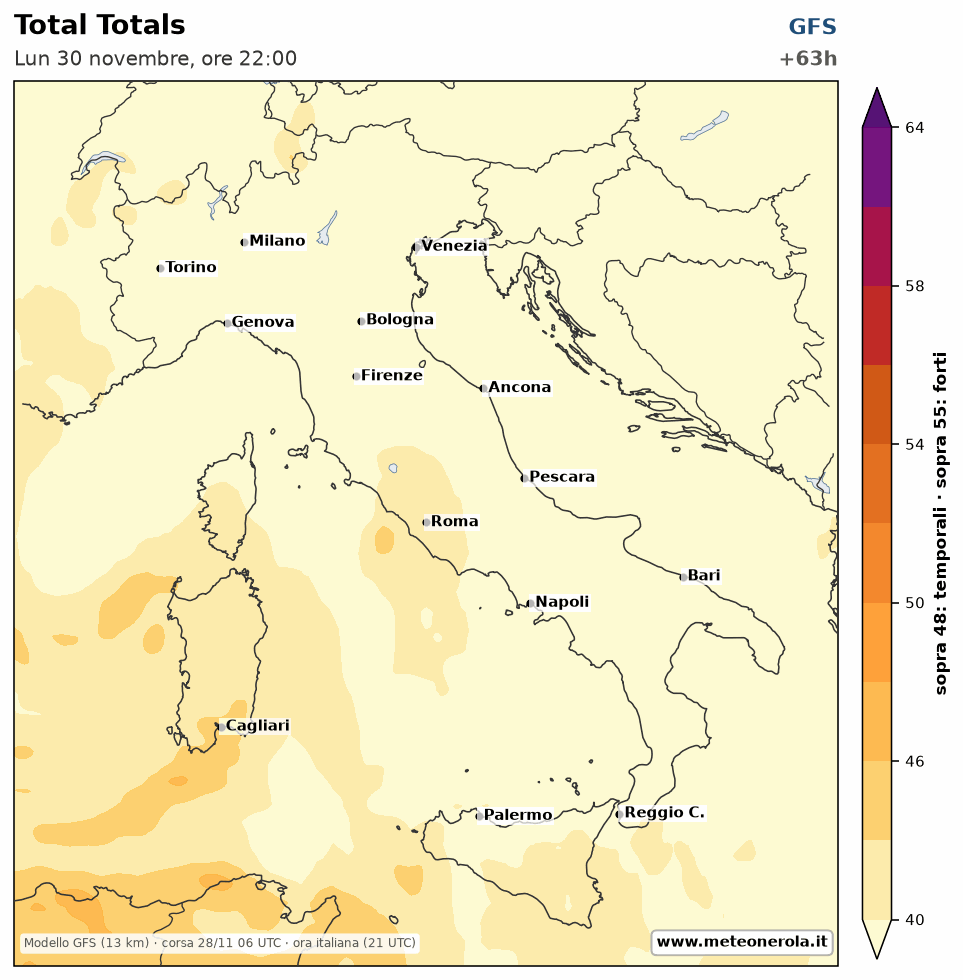 Total Totals
GFS
Lun 30 novembre, ore 22:00
+63h
Milano
Venezia
Torino
Genova
Bologna
Firenze
Ancona
Pescara
Roma
Bari
Napoli
Cagliari
Palermo
Reggio C.
64
58
54
50
46
40
sopra 48: temporali · sopra 55: forti
Modello GFS (13 km) · corsa 28/11 06 UTC · ora italiana (21 UTC)
www.meteonerola.it